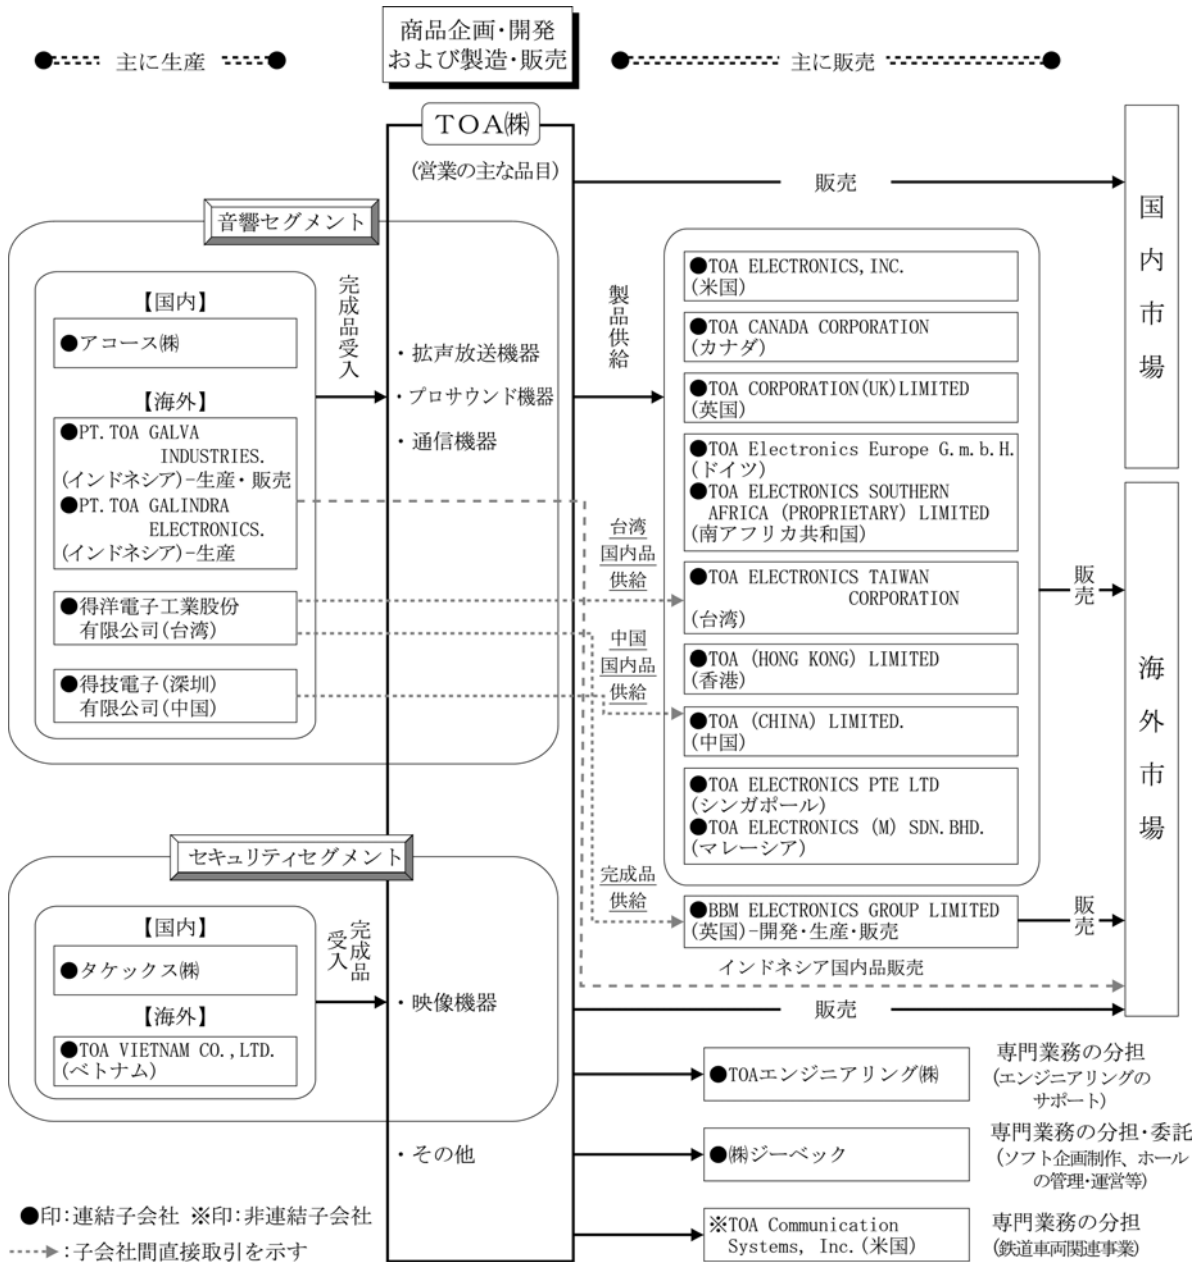 主に生産
商品企画・開発
および製造・販売
主に販売
TOA㈱
(営業の主な品目)
販売
国内市場
音響セグメント
【国内】
●アコース㈱
【海外】
●PT.TOA GALVA
INDUSTRIES.
(インドネシア)-生産・販売
●PT.TOA GALINDRA
ELECTRONICS.
(インドネシア)-生産
●得洋電子工業股份
有限公司(台湾)
●得技電子(深圳)
有限公司(中国)
完成品受入
・拡声放送機器
・プロサウンド機器
・通信機器
製品供給
●TOA ELECTRONICS,INC.
(米国)
●TOA CANADA CORPORATION
(カナダ)
●TOA CORPORATION(UK)LIMITED
(英国)
●TOA Electronics Europe G.m.b.H.
(ドイツ)
●TOA ELECTRONICS SOUTHERN
AFRICA (PROPRIETARY) LIMITED
(南アフリカ共和国)
台湾
国内品
供給
●TOA ELECTRONICS TAIWAN
CORPORATION
(台湾)
中国
国内品
供給
●TOA (HONG KONG) LIMITED
(香港)
●TOA (CHINA) LIMITED.
(中国)
●TOA ELECTRONICS PTE LTD
(シンガポール)
●TOA ELECTRONICS (M) SDN.BHD.
(マレーシア)
販売
海外市場
完成品
供給
●BBM ELECTRONICS GROUP LIMITED
(英国)-開発・生産・販売
販売
インドネシア国内品販売
販売
セキュリティセグメント
【国内】
●タケックス㈱
【海外】
●TOA VIETNAM CO.,LTD.
(ベトナム)
完成品
受入
・映像機器
・その他
●TOAエンジニアリング㈱
専門業務の分担
(エンジニアリングの
サポート)
●㈱ジーベック
専門業務の分担・委託
(ソフト企画制作、ホール
の管理・運営等)
※TOA Communication
Systems, Inc.(米国)
専門業務の分担
(鉄道車両関連事業)
●印：連結子会社 ※印：非連結子会社
：子会社間直接取引を示す